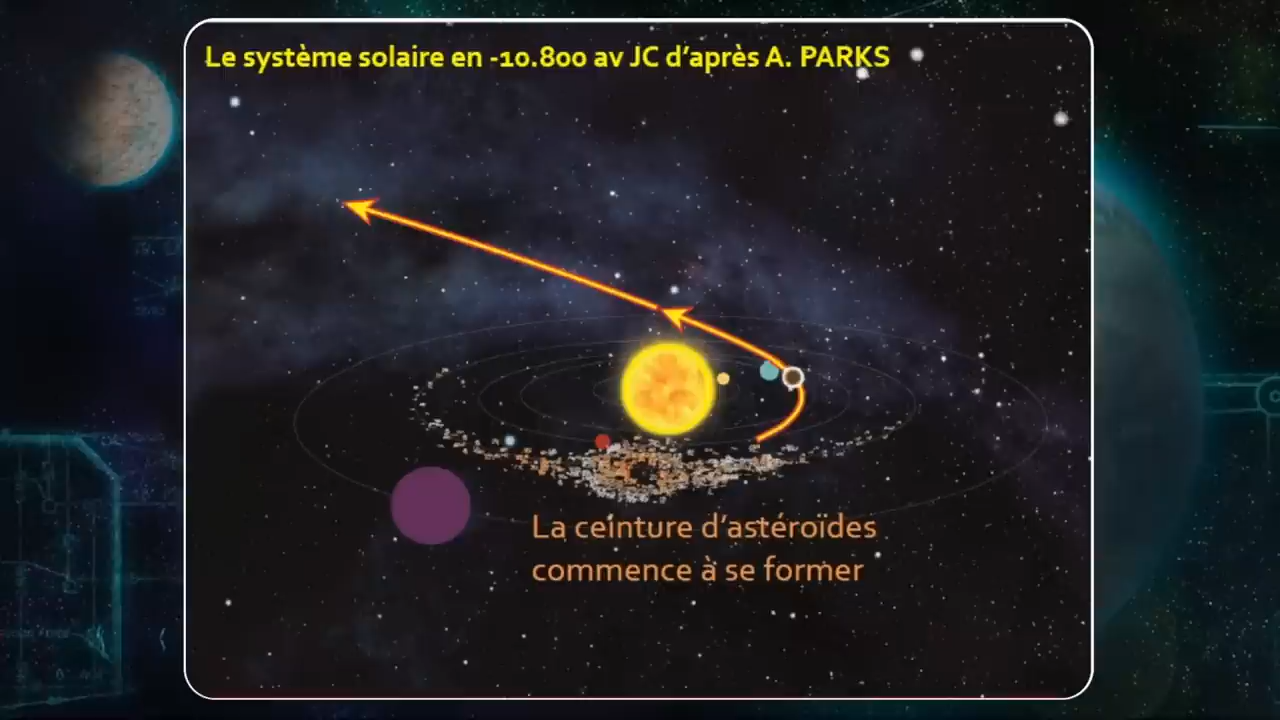 Le système solaire en -10.800 av JC d'après A. PARKS
La ceinture d'astéroïdes
commence à se former